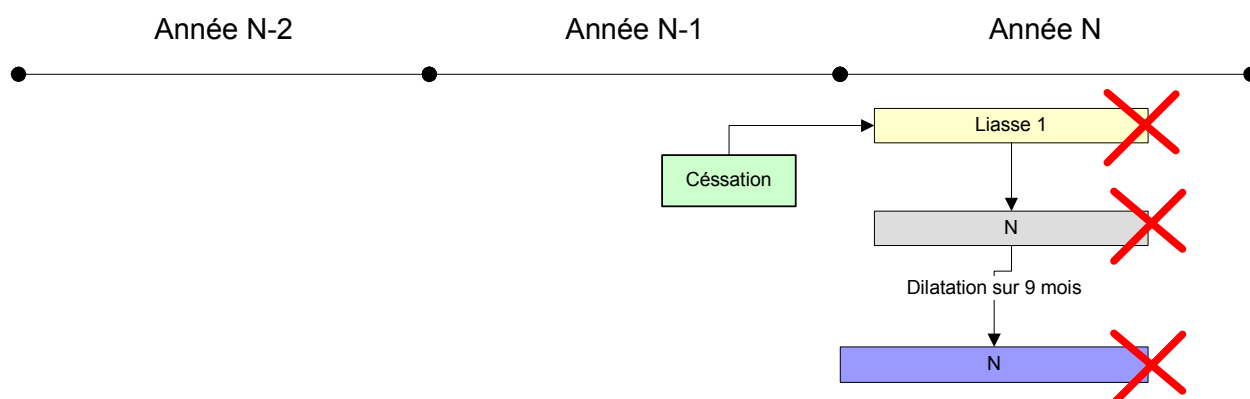 Année N-2
Année N-1
Année N
Liasse 1
Céssation
N
Dilatation sur 9 mois
N